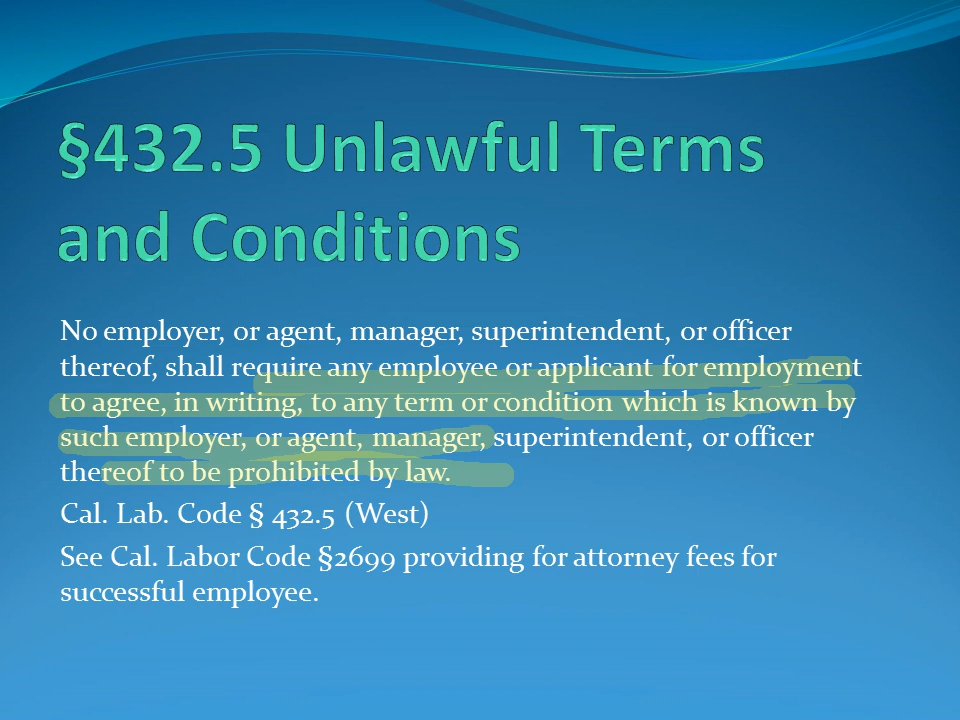 §432.5 Unlawful Terms
and Conditions
No employer, or agent, manager, superintendent, or officer
thereof, shall require any employee or applicant for employment
to agree, in writing, to any term or condition which is known by
such employer, or agent, manager, superintendent, or officer
thereof to be prohibited by law.
Cal. Lab. Code § 432.5 (West)
See Cal. Labor Code §2699 providing for attorney fees for
successful employee.